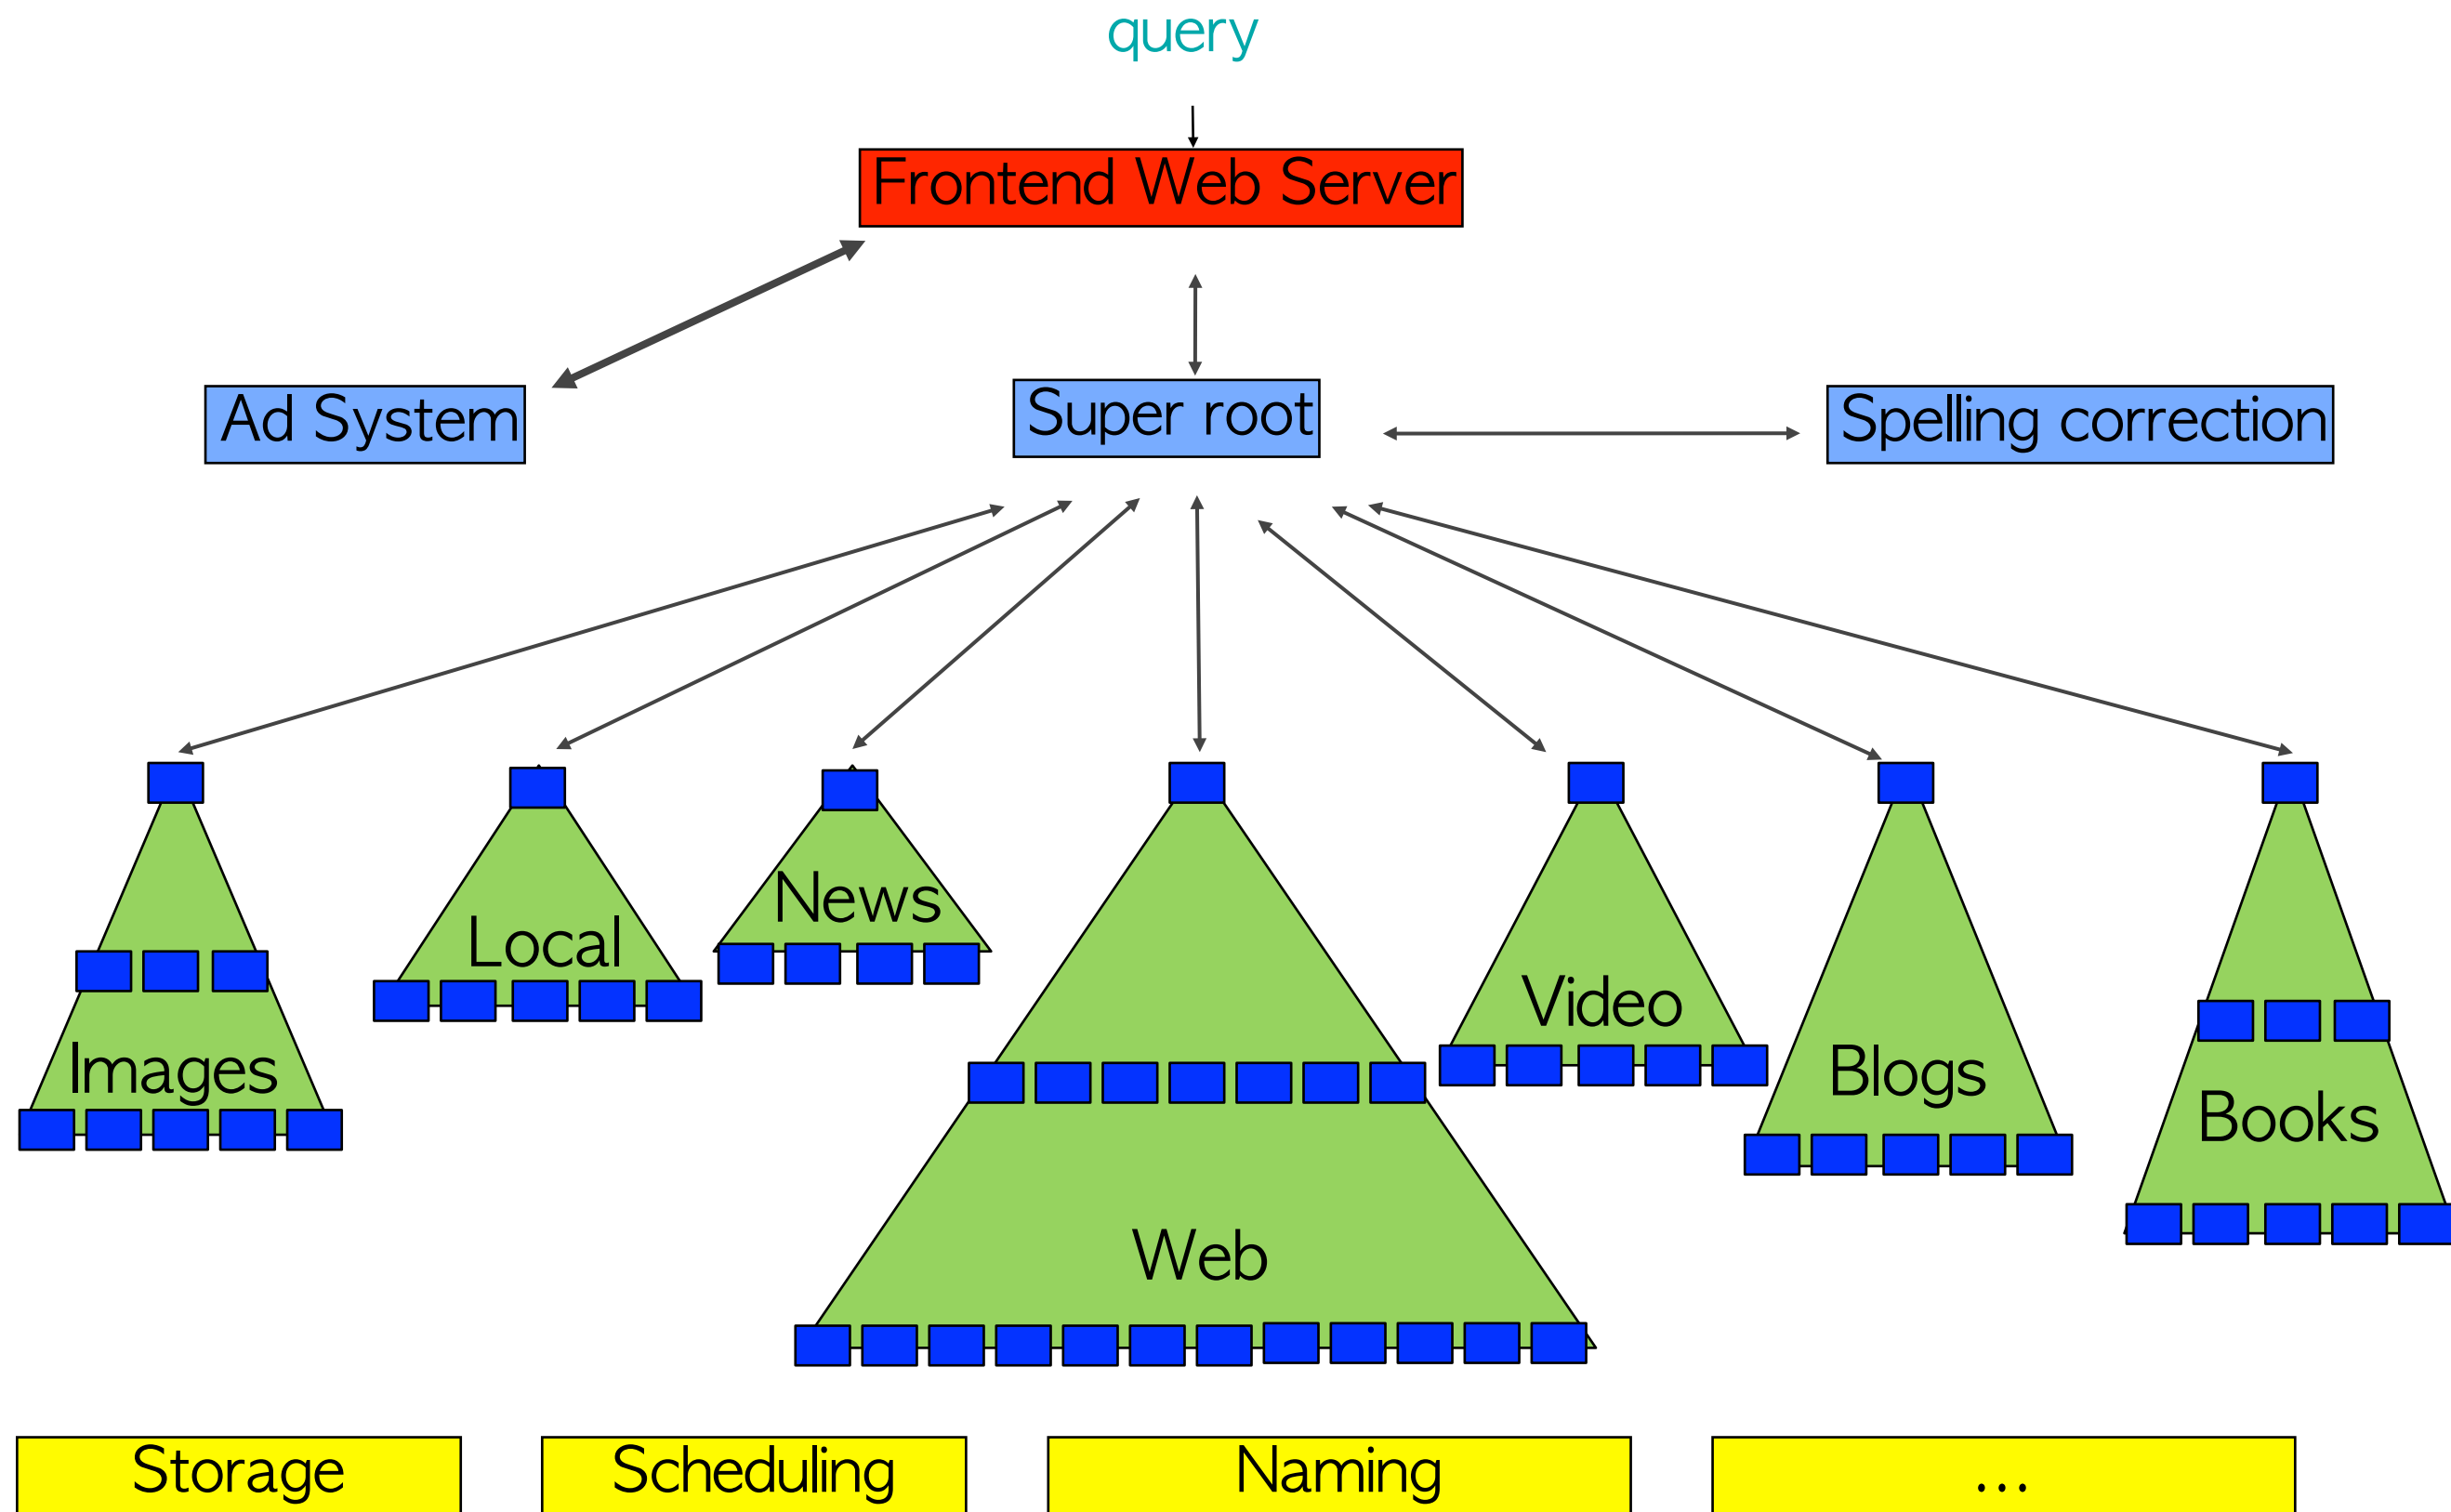 query
Frontend Web Server
Ad System
Super root
Spelling correction
Images
Local
News
Web
Video
Blogs
Books
Storage
Scheduling
Naming
...